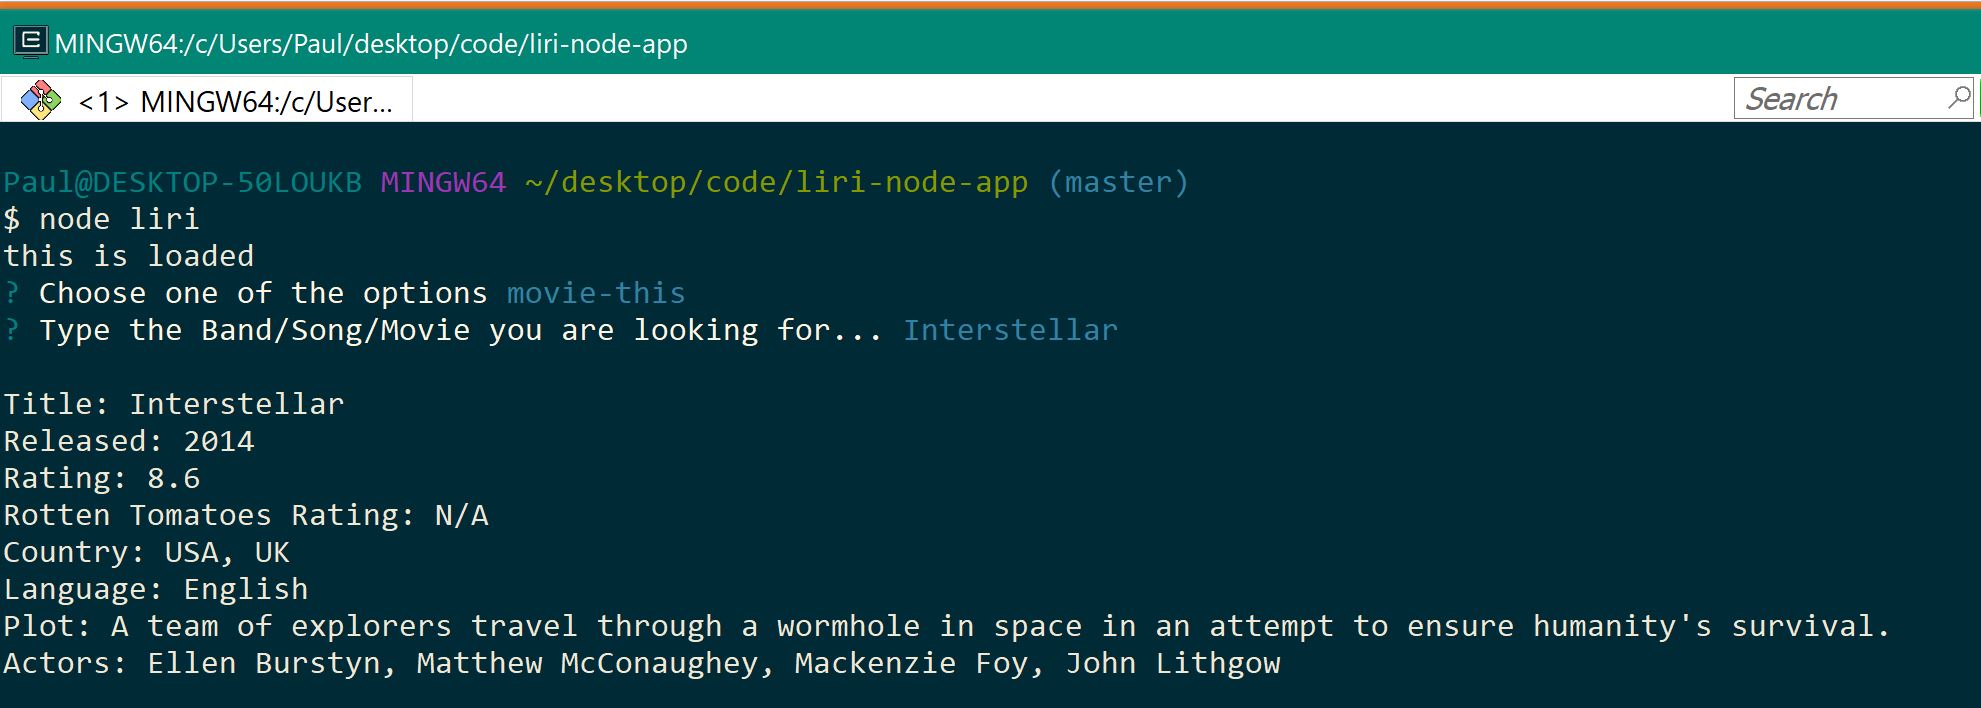 MINGW64:/c/Users/Paul/desktop/code/liri-node-app
<1> MINGW64:/c/User...
Search
Paul@DESKTOP-50LOUKB MINGW64 ~/desktop/code/liri-node-app (master)
$ node liri
this is loaded
? Choose one of the options movie-this
? Type the Band/Song/Movie you are looking for... Interstellar
Title: Interstellar
Released: 2014
Rating: 8.6
Rotten Tomatoes Rating: N/A
Country: USA, UK
Language: English
Plot: A team of explorers travel through a wormhole in space in an attempt to ensure humanity's survival.
Actors: Ellen Burstyn, Matthew McConaughey, Mackenzie Foy, John Lithgow